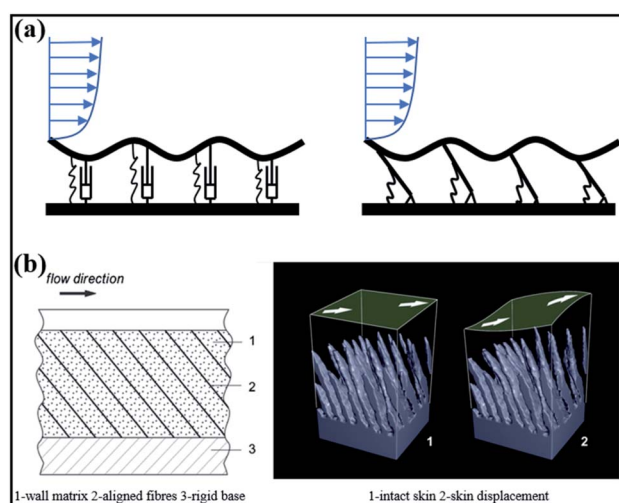 (a)
(b)
flow direction
1
2
3
1
2
1-wall matrix 2-aligned fibres 3-rigid base
1-intact skin 2-skin displacement